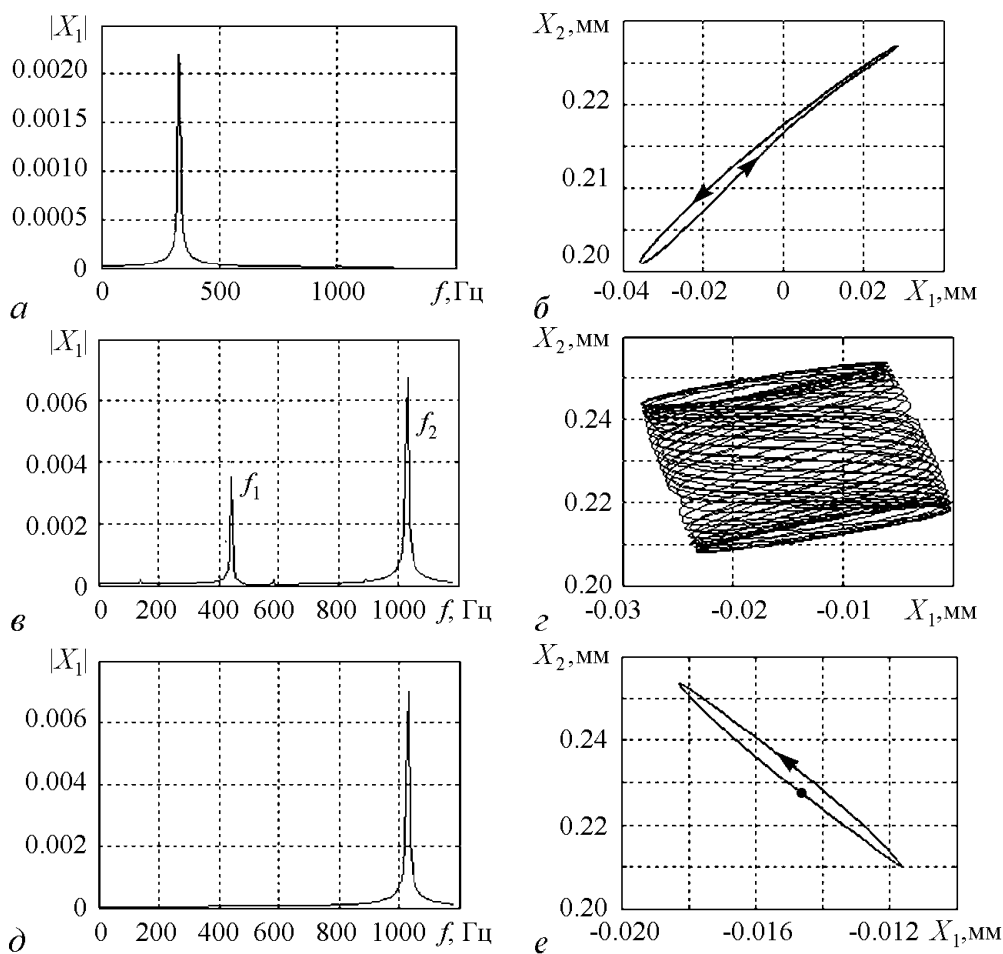 |X₁|
0.0020
0.0015
0.0010
0.0005
0
0 500 1000 f, Гц
а
X₂, мм
0.22
0.21
0.20
-0.04 -0.02 0 0.02 X₁, мм
б
|X₁|
0.006
0.004
0.002
0
f₁
f₂
0 200 400 600 800 1000 f, Гц
в
X₂, мм
0.24
0.22
0.20
-0.03 -0.02 -0.01 X₁, мм
г
|X₁|
0.006
0.004
0.002
0
0 200 400 600 800 1000 f, Гц
д
X₂, мм
0.24
0.22
0.20
-0.020 -0.016 -0.012 X₁, мм
е